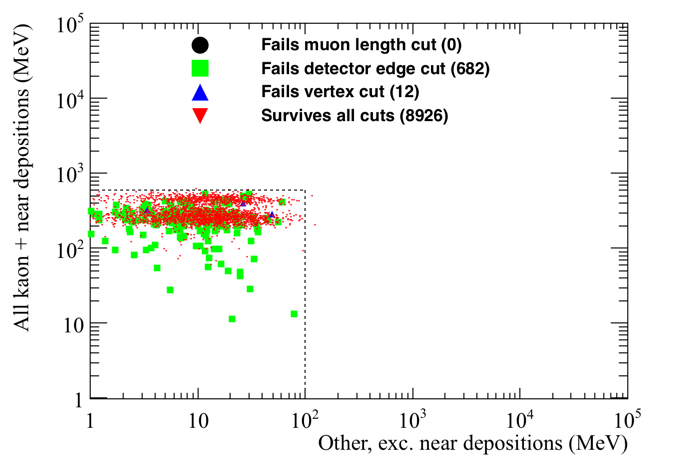 All kaon + near depositions (MeV)
10^5
10^4
10^3
10^2
10
1
Fails muon length cut (0)
Fails detector edge cut (682)
Fails vertex cut (12)
Survives all cuts (8926)
1 10 10^2 10^3 10^4 10^5
Other, exc. near depositions (MeV)